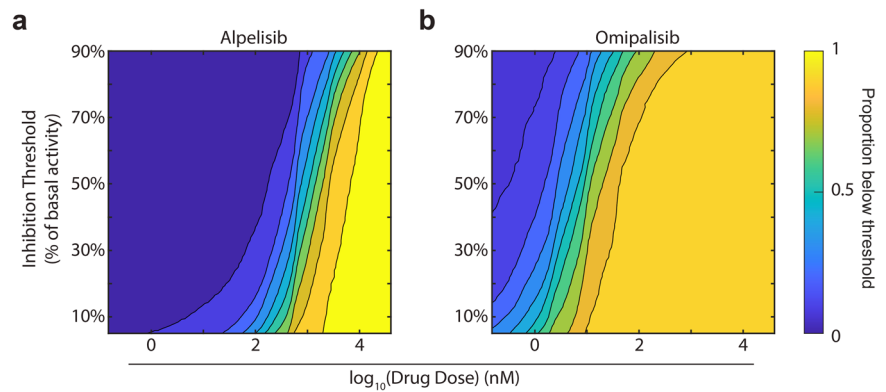 a
b
Alpelisib
Omipalisib
Inhibition Threshold
(% of basal activity)
90%
70%
50%
30%
10%
90%
70%
50%
30%
10%
0
2
4
0
2
4
log10(Drug Dose) (nM)
1
0.5
0
Proportion below threshold